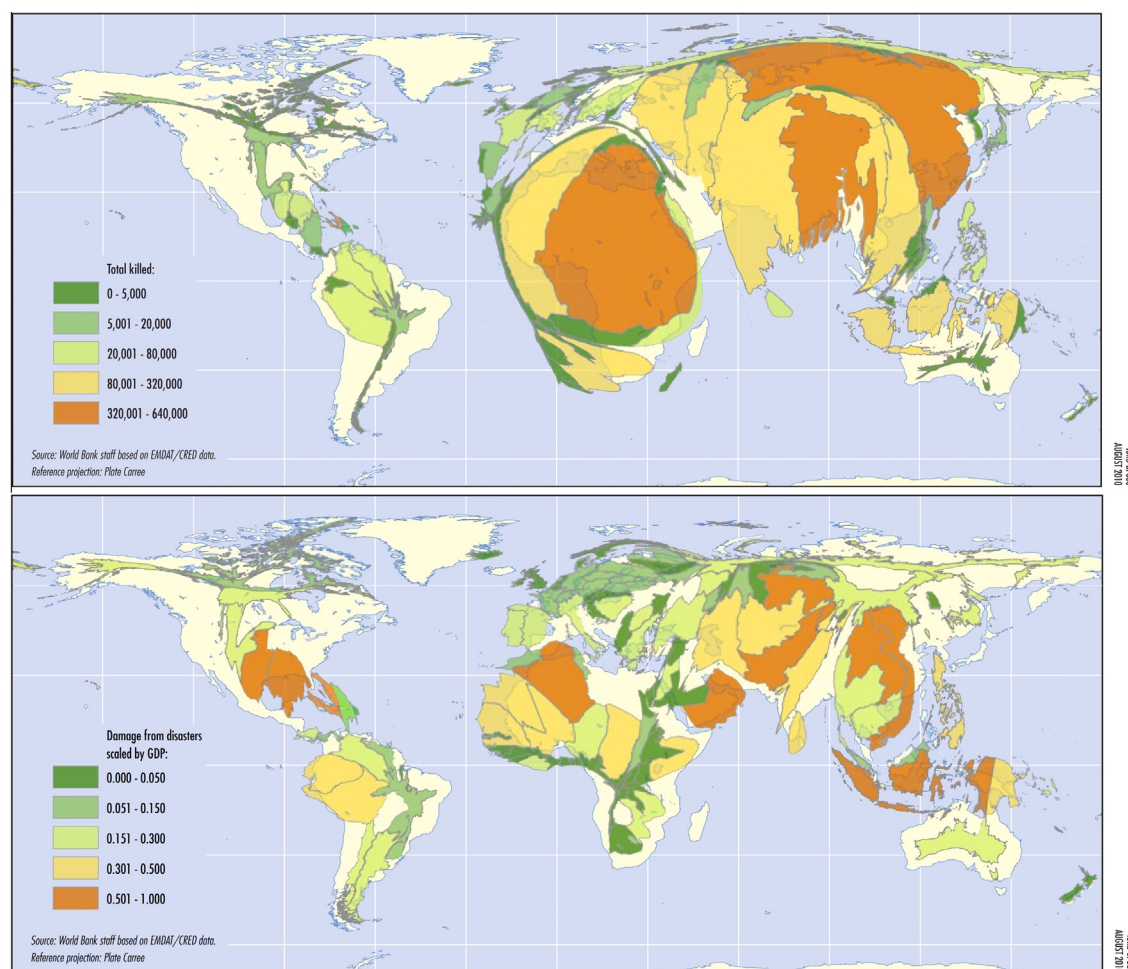 Total killed:
0 - 5,000
5,001 - 20,000
20,001 - 80,000
80,001 - 320,000
320,001 - 640,000
Source: World Bank staff based on EMDAT/CRED data.
Reference projection: Plate Carree
AUGUST 2010
Damage from disasters
scaled by GDP:
0.000 - 0.050
0.051 - 0.150
0.151 - 0.300
0.301 - 0.500
0.501 - 1.000
Source: World Bank staff based on EMDAT/CRED data.
Reference projection: Plate Carree
AUGUST 201